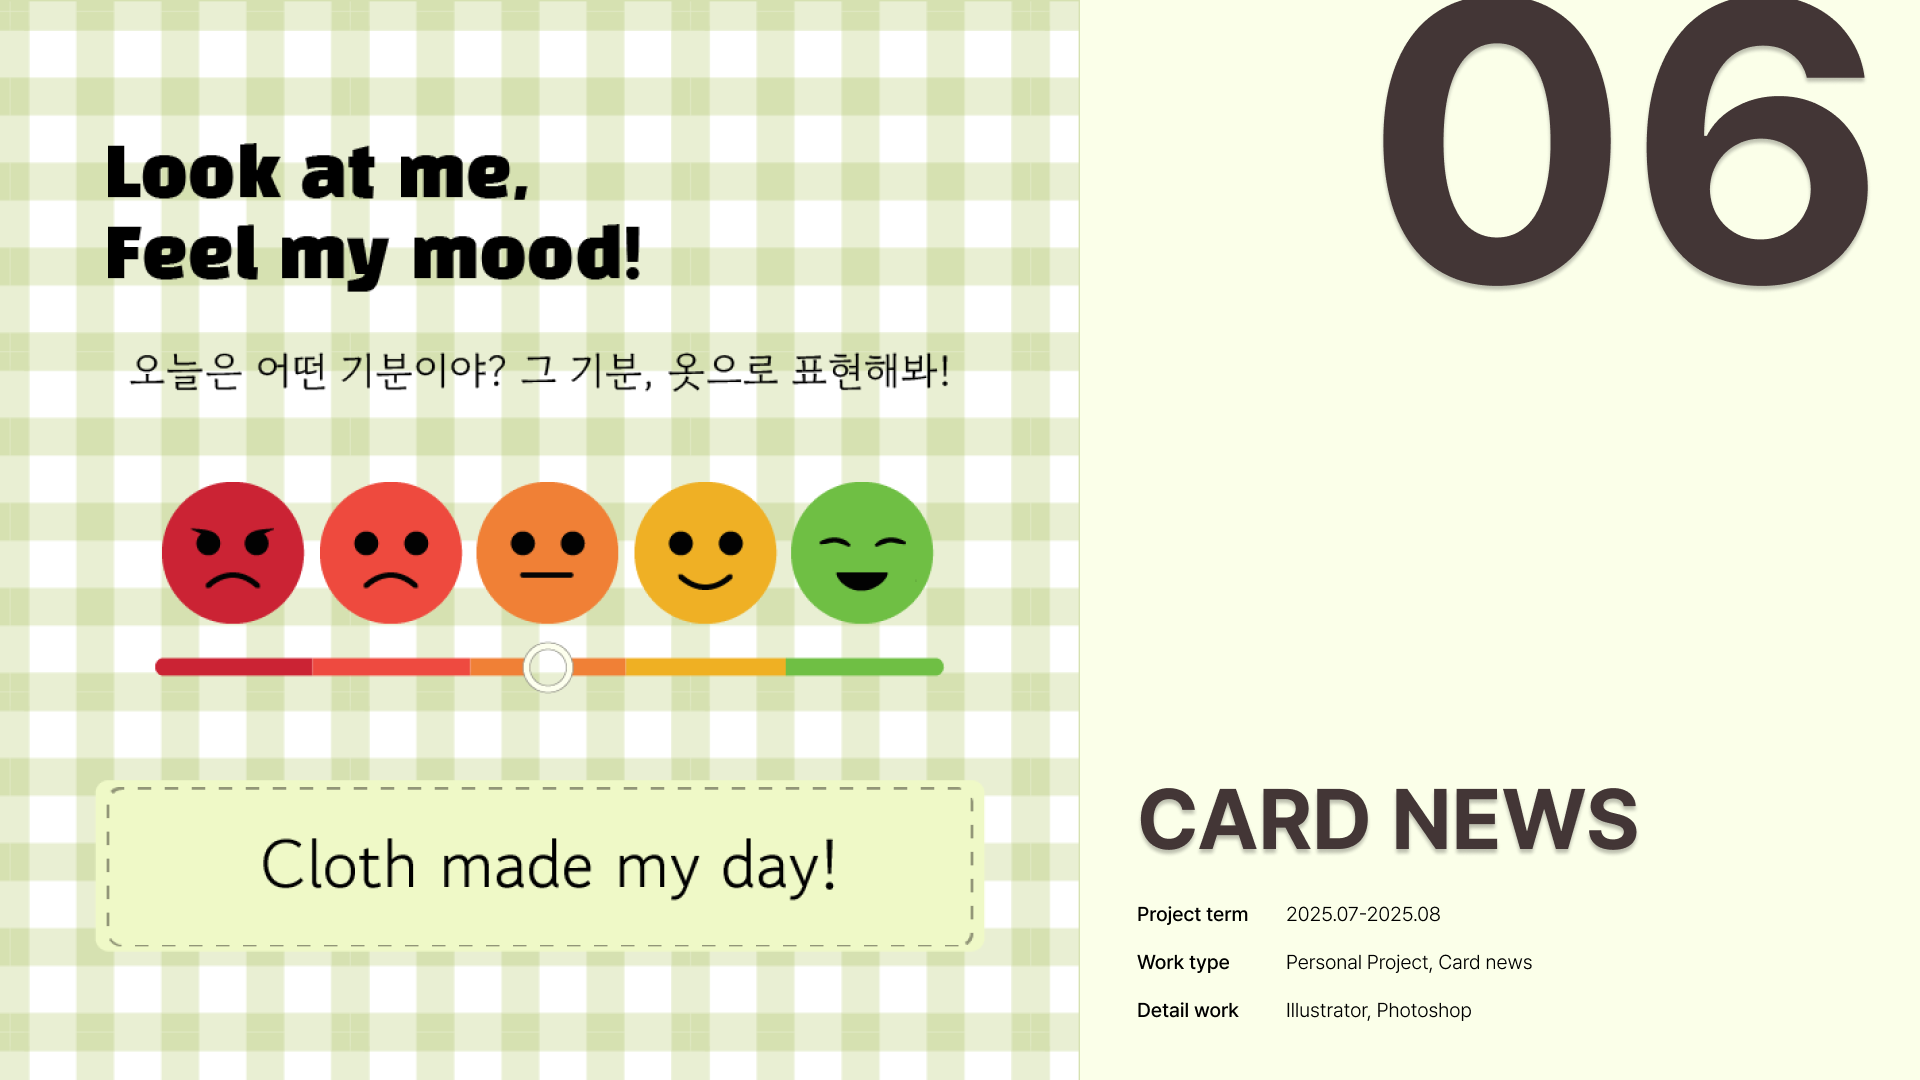 Look at me,
Feel my mood!
오늘은 어떤 기분이야? 그 기분, 옷으로 표현해봐!
Cloth made my day!
06
CARD NEWS
Project term 2025.07-2025.08
Work type Personal Project, Card news
Detail work Illustrator, Photoshop